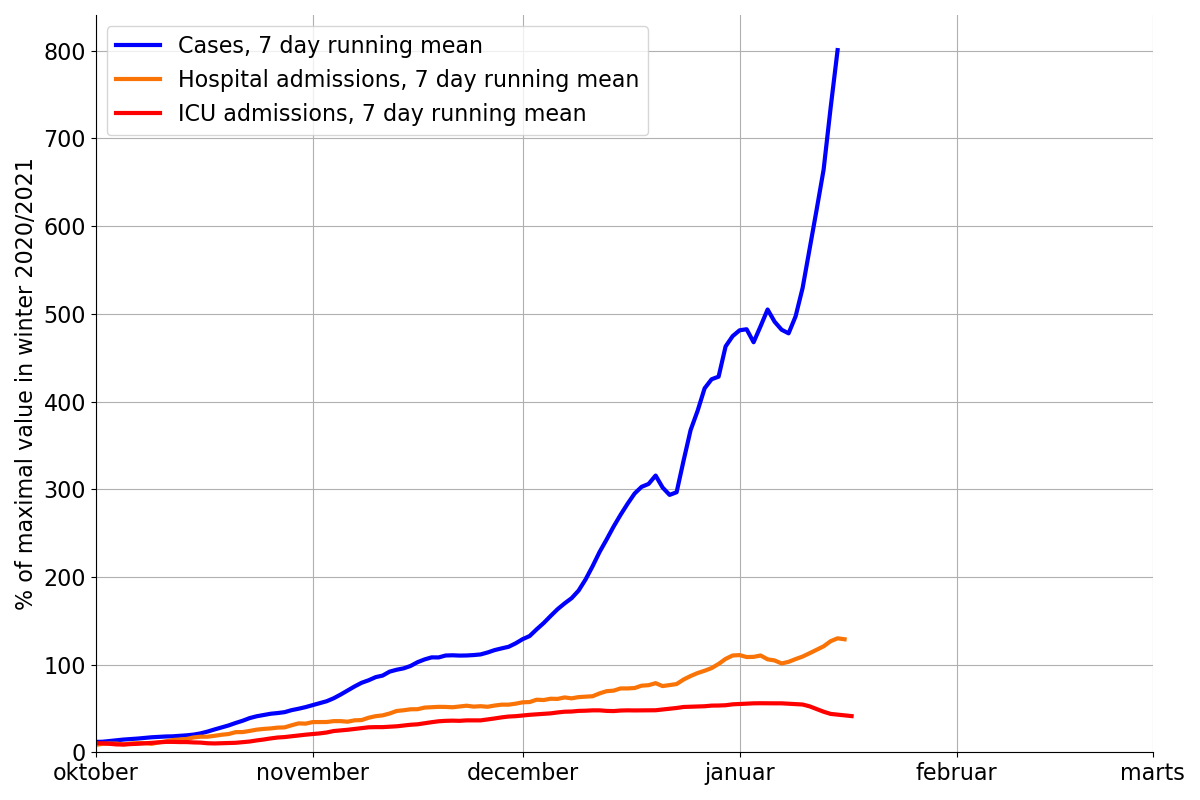 Cases, 7 day running mean
Hospital admissions, 7 day running mean
ICU admissions, 7 day running mean
% of maximal value in winter 2020/2021
800
700
600
500
400
300
200
100
0
oktober november december januar februar marts